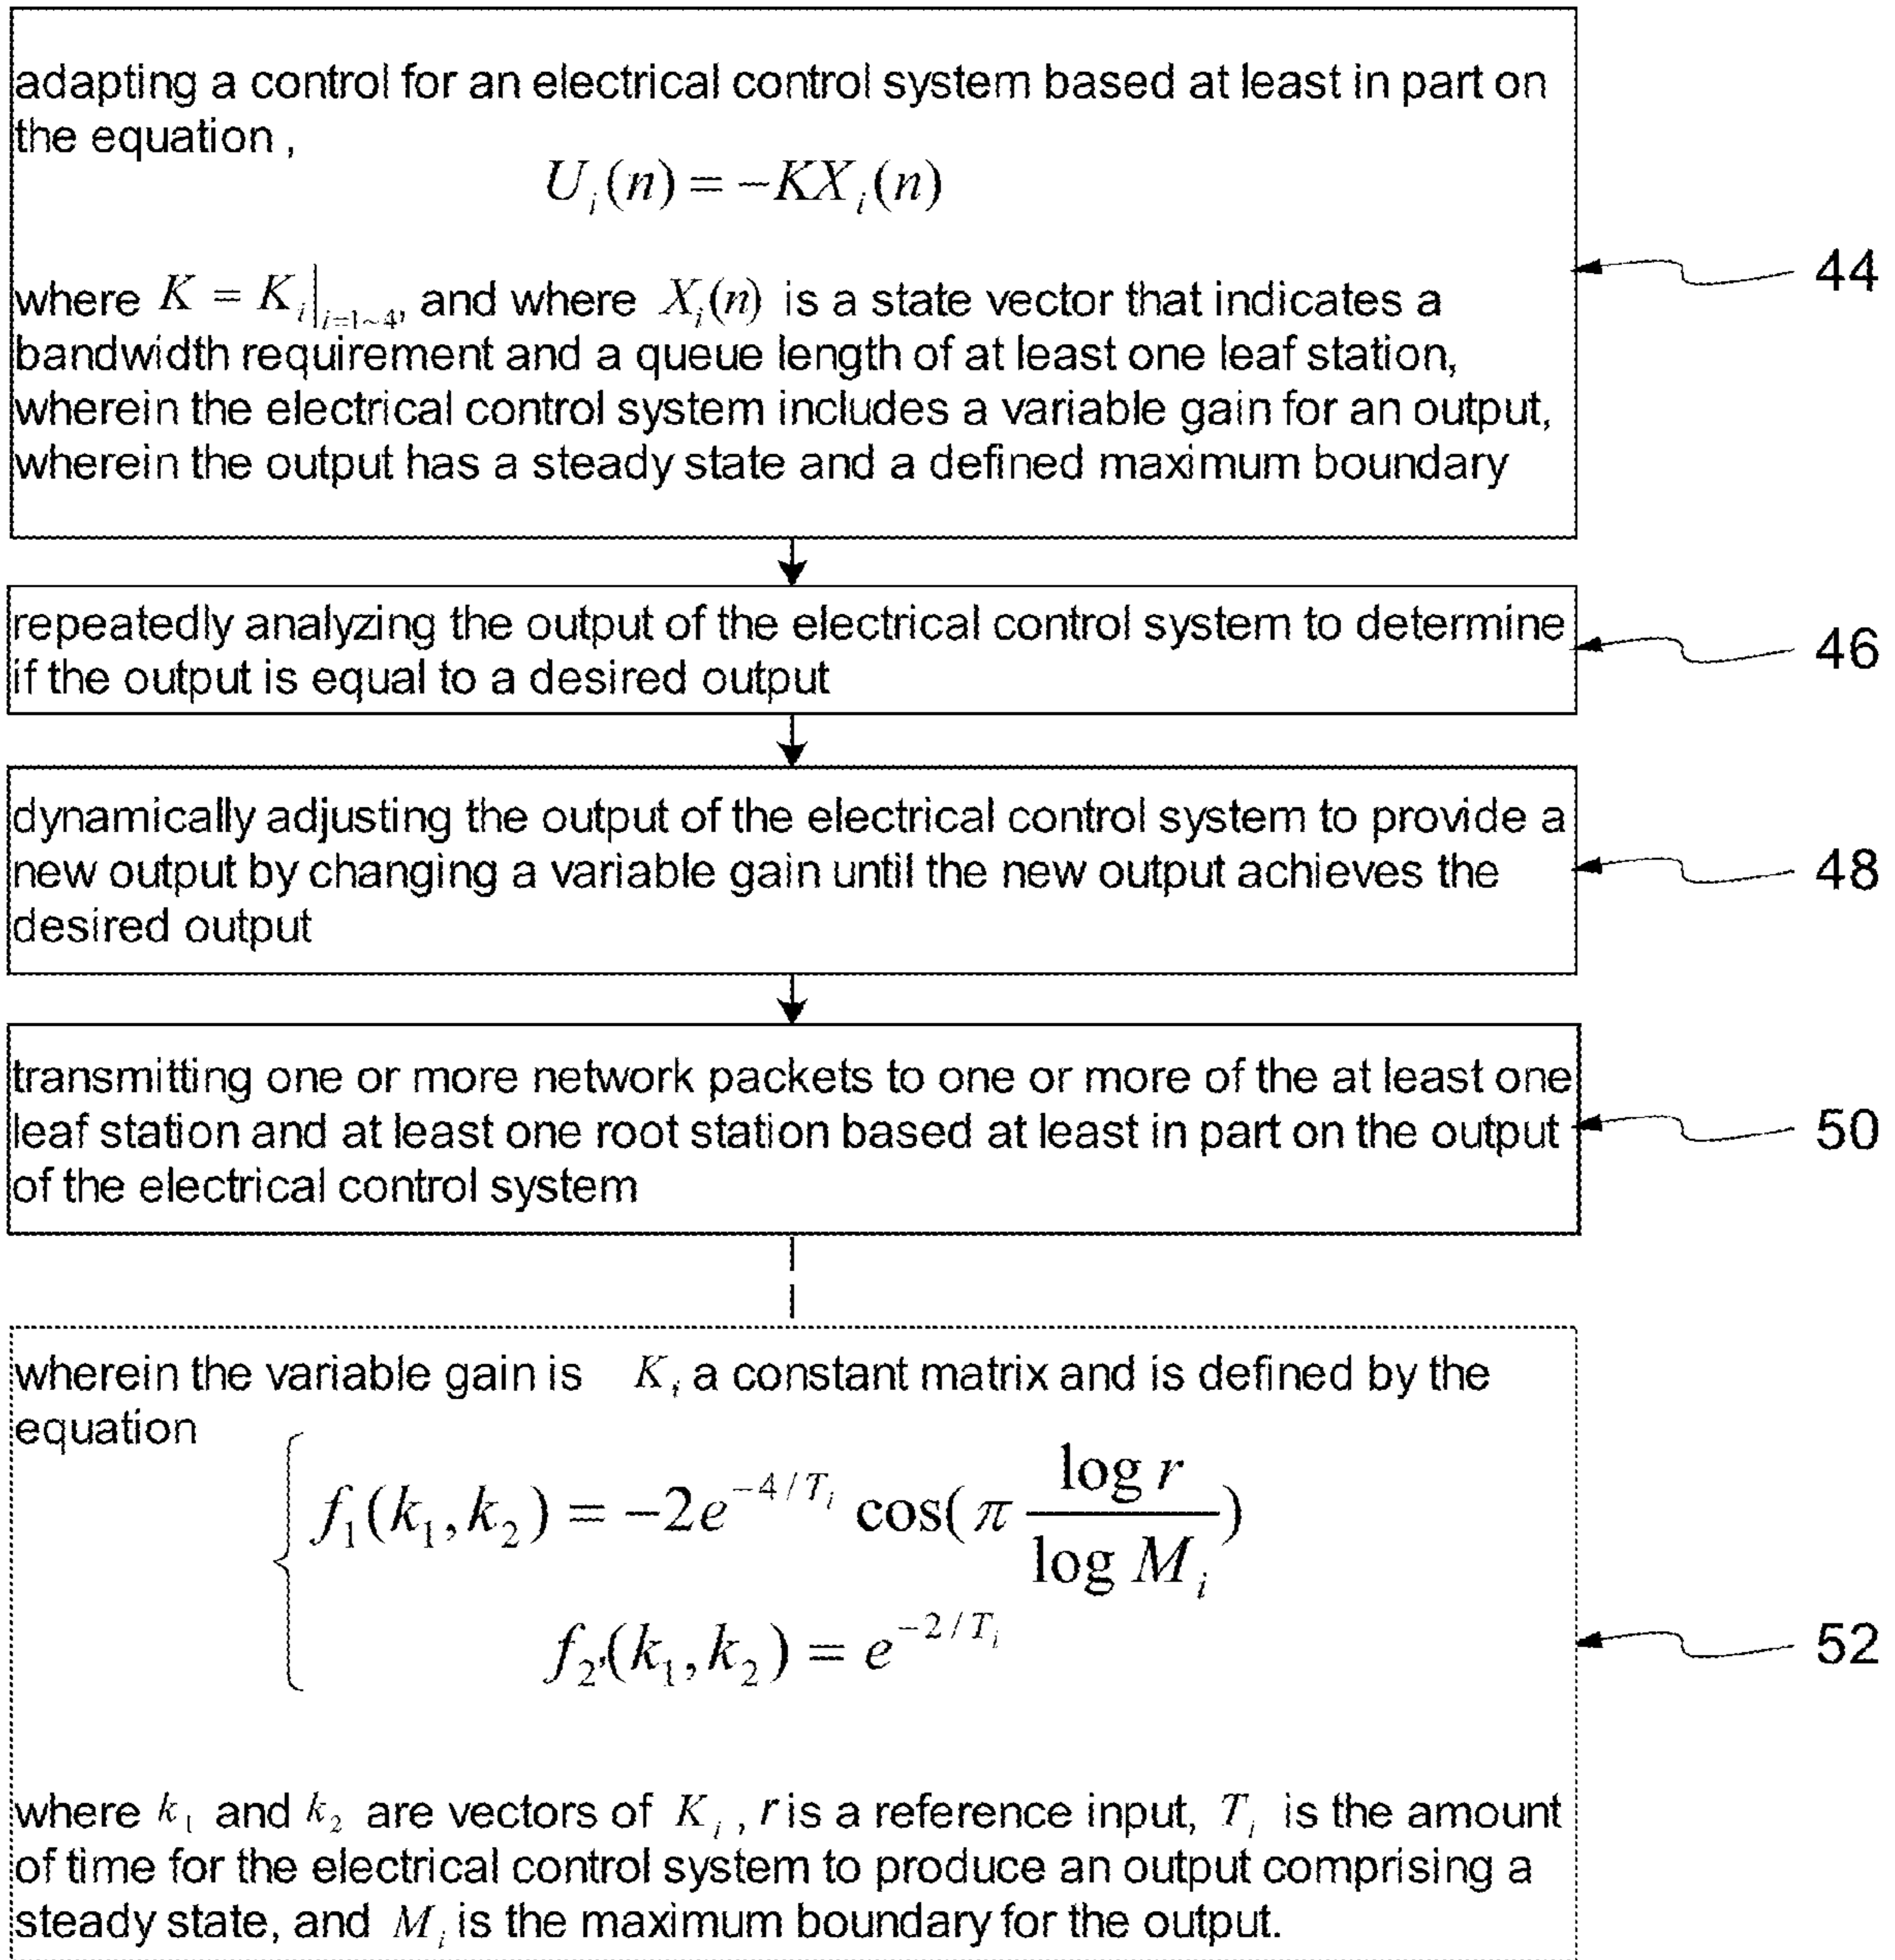 adapting a control for an electrical control system based at least in part on
the equation ,
U_i(n) = −KX_i(n)
where K = K_i|_{i=1~4}, and where X_i(n) is a state vector that indicates a
44
bandwidth requirement and a queue length of at least one leaf station,
wherein the electrical control system includes a variable gain for an output,
wherein the output has a steady state and a defined maximum boundary
repeatedly analyzing the output of the electrical control system to determine
if the output is equal to a desired output
46
dynamically adjusting the output of the electrical control system to provide a
new output by changing a variable gain until the new output achieves the
desired output
48
transmitting one or more network packets to one or more of the at least one
leaf station and at least one root station based at least in part on the output
of the electrical control system
50
wherein the variable gain is K_i a constant matrix and is defined by the
equation
f_1(k_1, k_2) = −2e^{−4/T_i} cos(π log r / log M_i)
f_2,(k_1, k_2) = e^{−2/T_i}
52
where k_1 and k_2 are vectors of K_i , r is a reference input, T_i is the amount
of time for the electrical control system to produce an output comprising a
steady state, and M_i is the maximum boundary for the output.